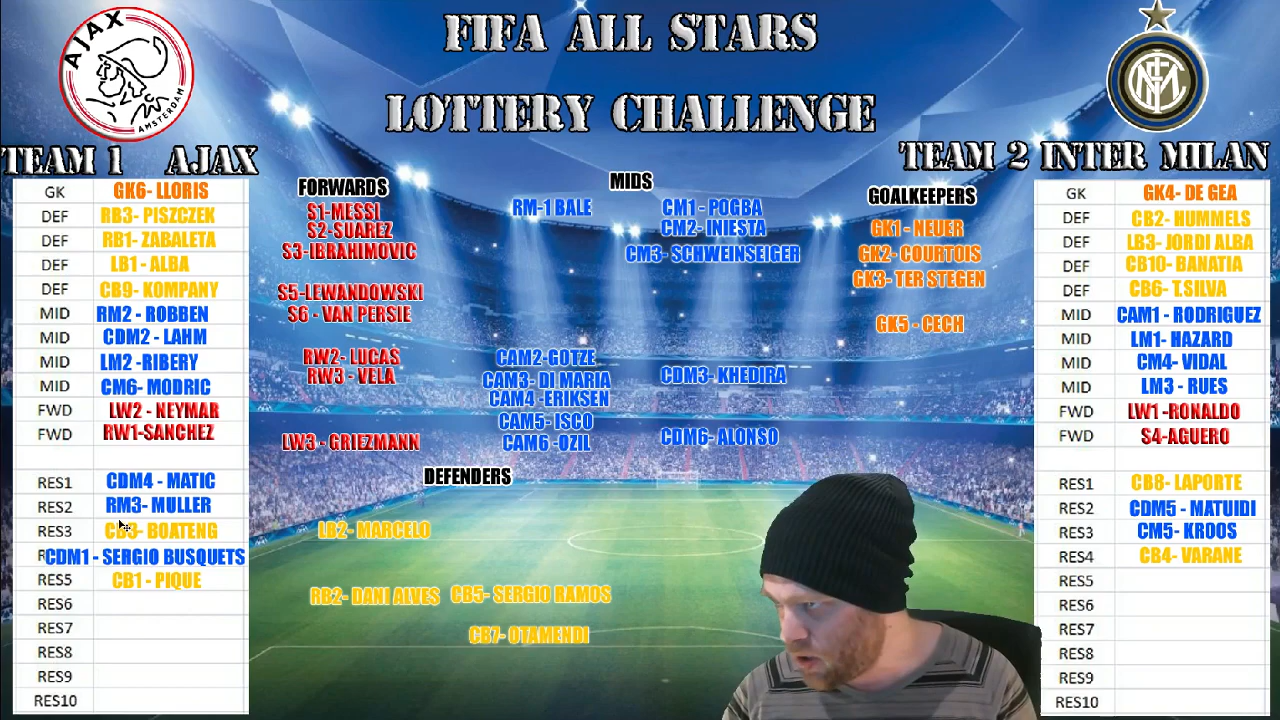 FIFA ALL STARS
LOTTERY CHALLENGE
AJAX
AMSTERDAM
TEAM 1 AJAX
GK GK6- LLORIS
DEF RB3- PISZCZEK
DEF RB1- ZABALETA
DEF LB1 - ALBA
DEF CB9- KOMPANY
MID RM2 - ROBBEN
MID CDM2 - LAHM
MID LM2 -RIBERY
MID CM6- MODRIC
FWD LW2 - NEYMAR
FWD RW1-SANCHEZ
RES1 CDM4 - MATIC
RES2 RM3- MULLER
RES3 CB3- BOATENG
CDM1 - SERGIO BUSQUETS
RES5 CB1 - PIQUE
RES6
RES7
RES8
RES9
RES10
FORWARDS
S1-MESSI
S2-SUAREZ
S3-IBRAHIMOVIC
S5-LEWANDOWSKI
S6 - VAN PERSIE
RW2- LUCAS
RW3 - VELA
LW3 - GRIEZMANN
MIDS
RM-1 BALE
CM1 - POGBA
CM2- INIESTA
CM3- SCHWEINSEIGER
CAM2-GOTZE
CAM3- DI MARIA
CAM4 -ERIKSEN
CAM5- ISCO
CAM6 -OZIL
CDM3- KHEDIRA
CDM6- ALONSO
GOALKEEPERS
GK1 - NEUER
GK2- COURTOIS
GK3- TER STEGEN
GK5 - CECH
DEFENDERS
LB2- MARCELO
RB2- DANI ALVES
CB5- SERGIO RAMOS
CB7- OTAMENDI
TEAM 2 INTER MILAN
GK GK4- DE GEA
DEF CB2- HUMMELS
DEF LB3- JORDI ALBA
DEF CB10- BANATIA
DEF CB6- T.SILVA
MID CAM1 - RODRIGUEZ
MID LM1- HAZARD
MID CM4- VIDAL
MID LM3 - RUES
FWD LW1 -RONALDO
FWD S4-AGUERO
RES1 CB8- LAPORTE
RES2 CDM5 - MATUIDI
RES3 CM5- KROOS
RES4 CB4- VARANE
RES5
RES6
RES7
RES8
RES9
RES10